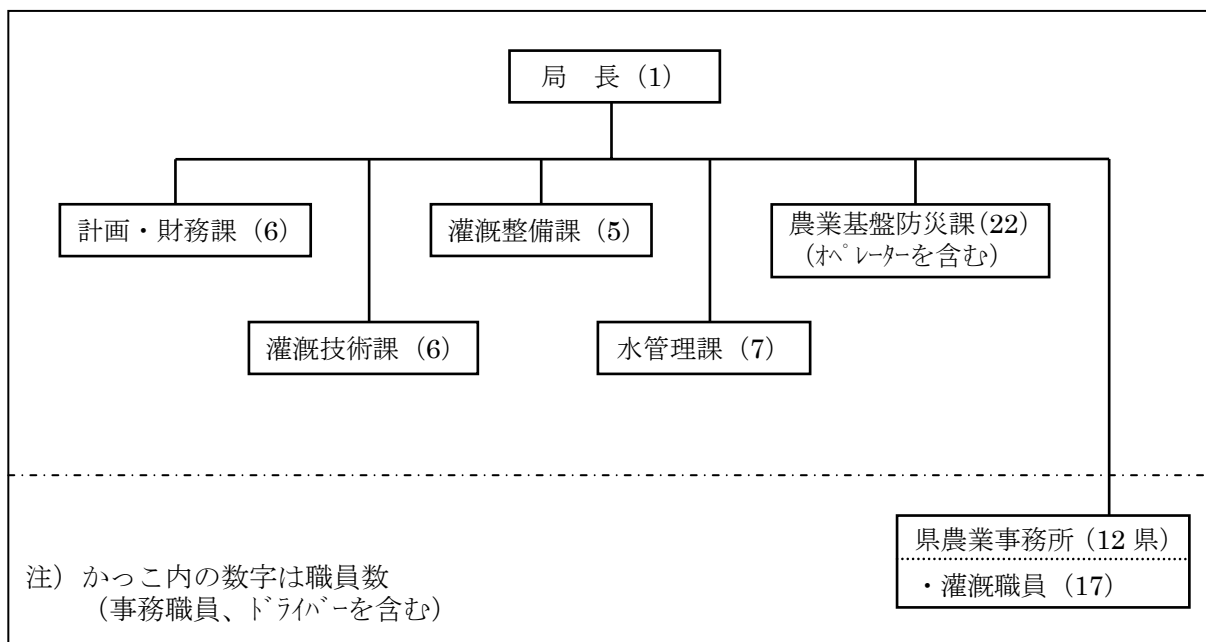 局　長（1）
計画・財務課（6）
灌漑整備課（5）
農業基盤防災課(22)
（ｵﾍﾟﾚｰﾀｰを含む）
灌漑技術課（6）
水管理課（7）
県農業事務所（12 県）
・灌漑職員（17）
注）かっこ内の数字は職員数
（事務職員、ﾄﾞﾗｲﾊﾞｰを含む）